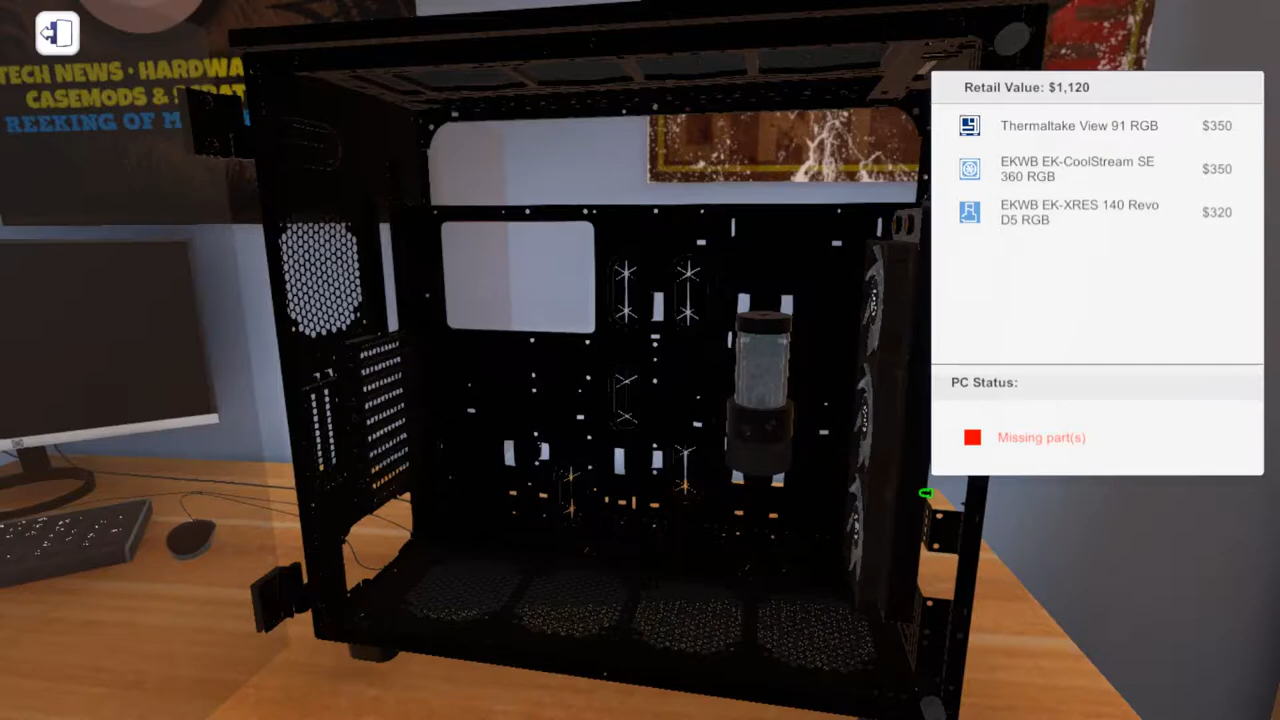 TECH NEWS · HARDWA
CASEMODS &
REEKING OF M
Retail Value: $1,120
Thermaltake View 91 RGB $350
EKWB EK-CoolStream SE
360 RGB $350
EKWB EK-XRES 140 Revo
D5 RGB $320
PC Status:
Missing part(s)